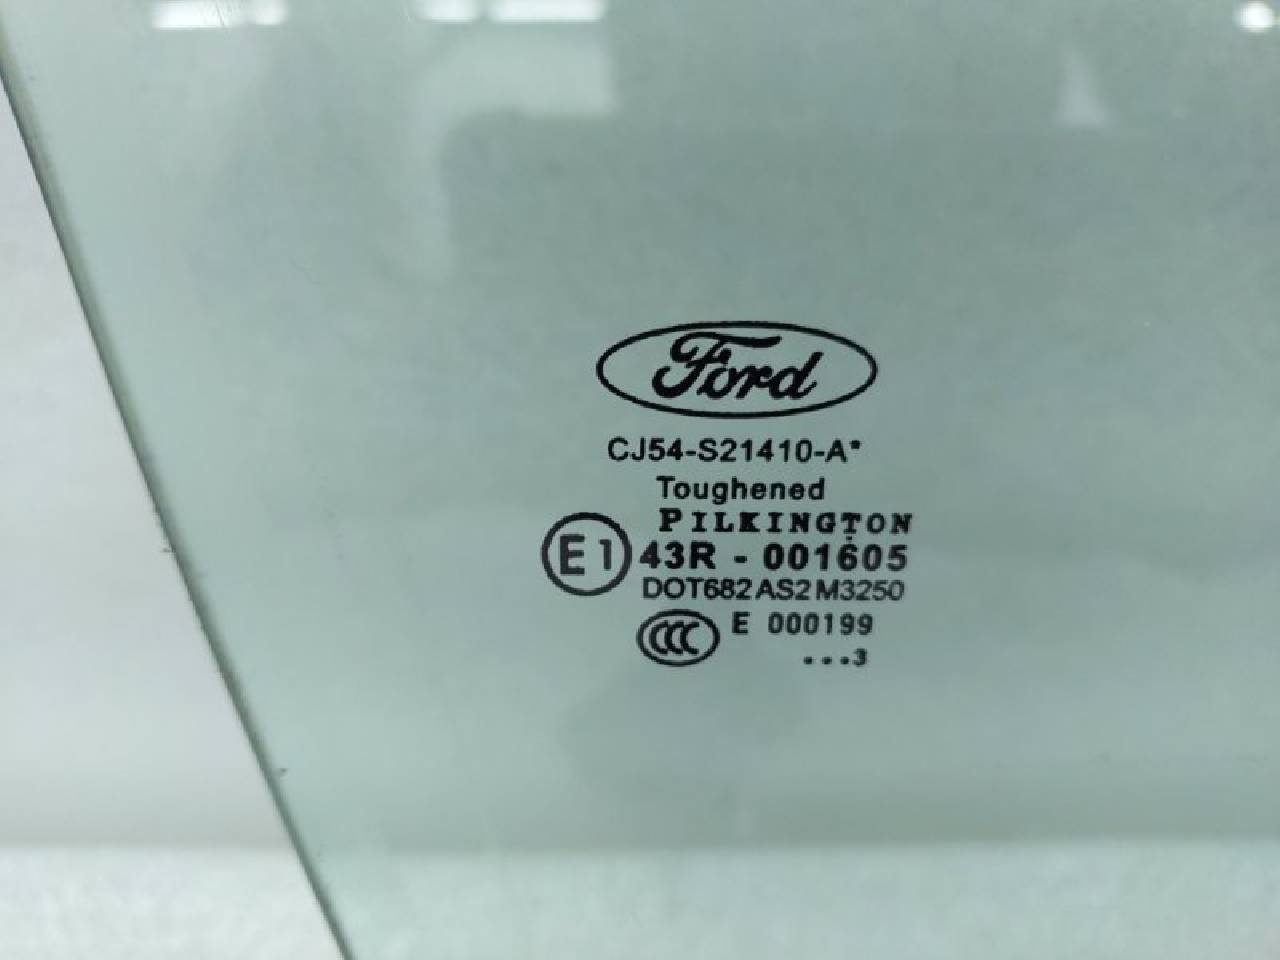 Ford
CJ54-S21410-A*
Toughened
PILKINGTON
E1 43R - 001605
DOT682 AS2 M3250
CCC E 000199
...3